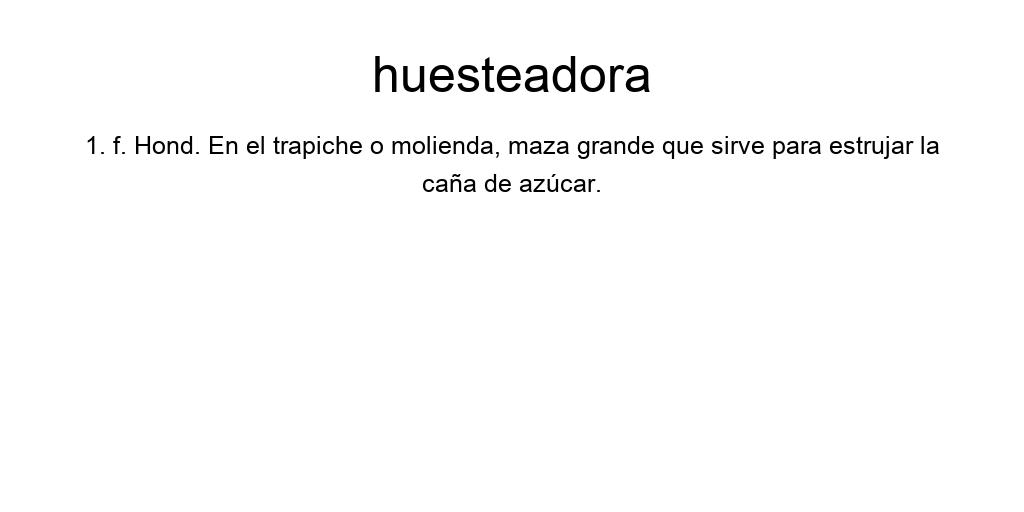 huesteadora
1. f. Hond. En el trapiche o molienda, maza grande que sirve para estrujar la
caña de azúcar.